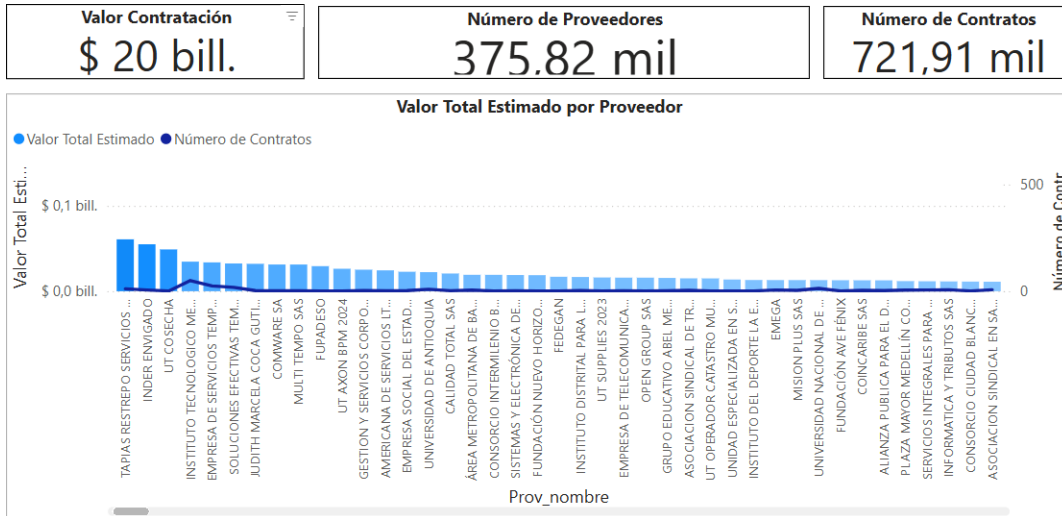 Valor Contratación
$ 20 bill.
Número de Proveedores
375,82 mil
Número de Contratos
721,91 mil
Valor Total Estimado por Proveedor
Valor Total Estimado
Número de Contratos
Valor Total Esti...
$ 0,1 bill.
$ 0,0 bill.
500
0
Número de Contr
TAPIAS RESTREPO SERVICIOS ...
INDER ENVIGADO
UT COSECHA
INSTITUTO TECNOLOGICO ME...
EMPRESA DE SERVICIOS TEMP...
SOLUCIONES EFECTIVAS TEM...
JUDITH MARCELA COCA GUTI...
COMWARE SA
MULTI TEMPO SAS
FUPADESO
UT AXON BPM 2024
GESTION Y SERVICIOS CORPO...
AMERICANA DE SERVICIOS LT...
EMPRESA SOCIAL DEL ESTAD...
UNIVERSIDAD DE ANTIOQUIA
CALIDAD TOTAL SAS
ÁREA METROPOLITANA DE BA...
CONSORCIO INTERMILENIO B...
SISTEMAS Y ELECTRÓNICA DE...
FUNDACIÓN NUEVO HORIZO...
FEDEGAN
INSTITUTO DISTRITAL PARA L...
UT SUPPLIES 2023
EMPRESA DE TELECOMUNICA...
OPEN GROUP SAS
GRUPO EDUCATIVO ABEL ME...
ASOCIACION SINDICAL DE TR...
UT OPERADOR CATASTRO MU...
UNIDAD ESPECIALIZADA EN S...
INSTITUTO DEL DEPORTE LA E...
EMEGA
MISION PLUS SAS
UNIVERSIDAD NACIONAL DE ...
FUNDACIÓN AVE FÉNIX
COINCARIBE SAS
ALIANZA PUBLICA PARA EL D...
PLAZA MAYOR MEDELLÍN CO...
SERVICIOS INTEGRALES PARA ...
INFORMATICA Y TRIBUTOS SAS
CONSORCIO CIUDAD BLANC...
ASOCIACION SINDICAL EN SA...
Prov_nombre